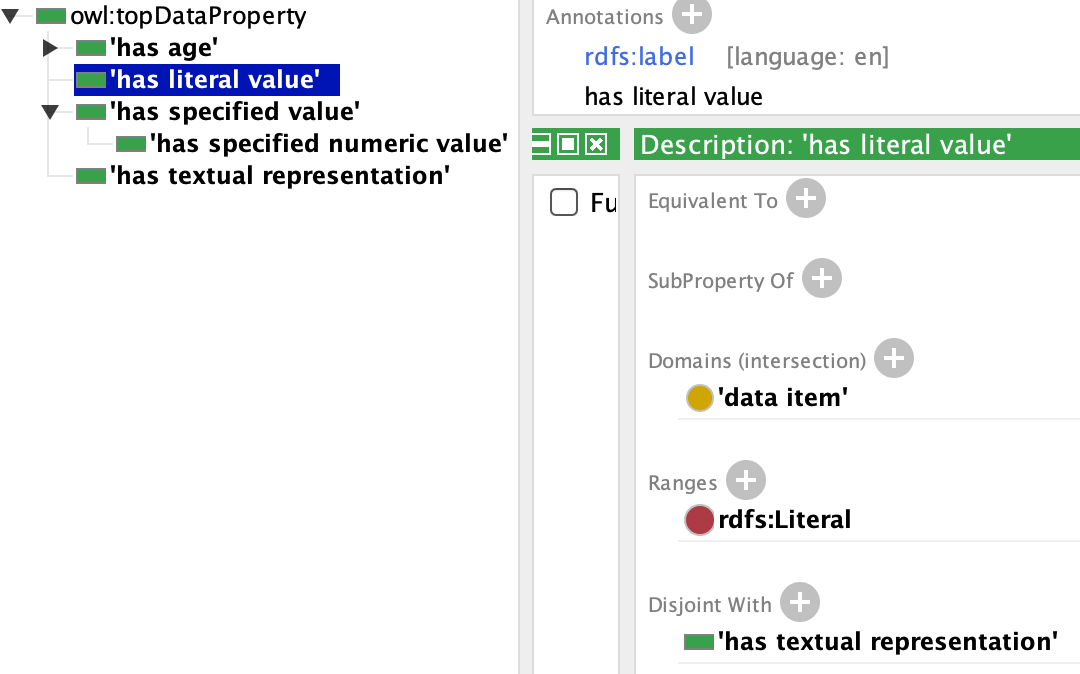 owl:topDataProperty
'has age'
'has literal value'
'has specified value'
'has specified numeric value'
'has textual representation'
Annotations
rdfs:label [language: en]
has literal value
Description: 'has literal value'
Equivalent To
SubProperty Of
Domains (intersection)
'data item'
Ranges
rdfs:Literal
Disjoint With
'has textual representation'